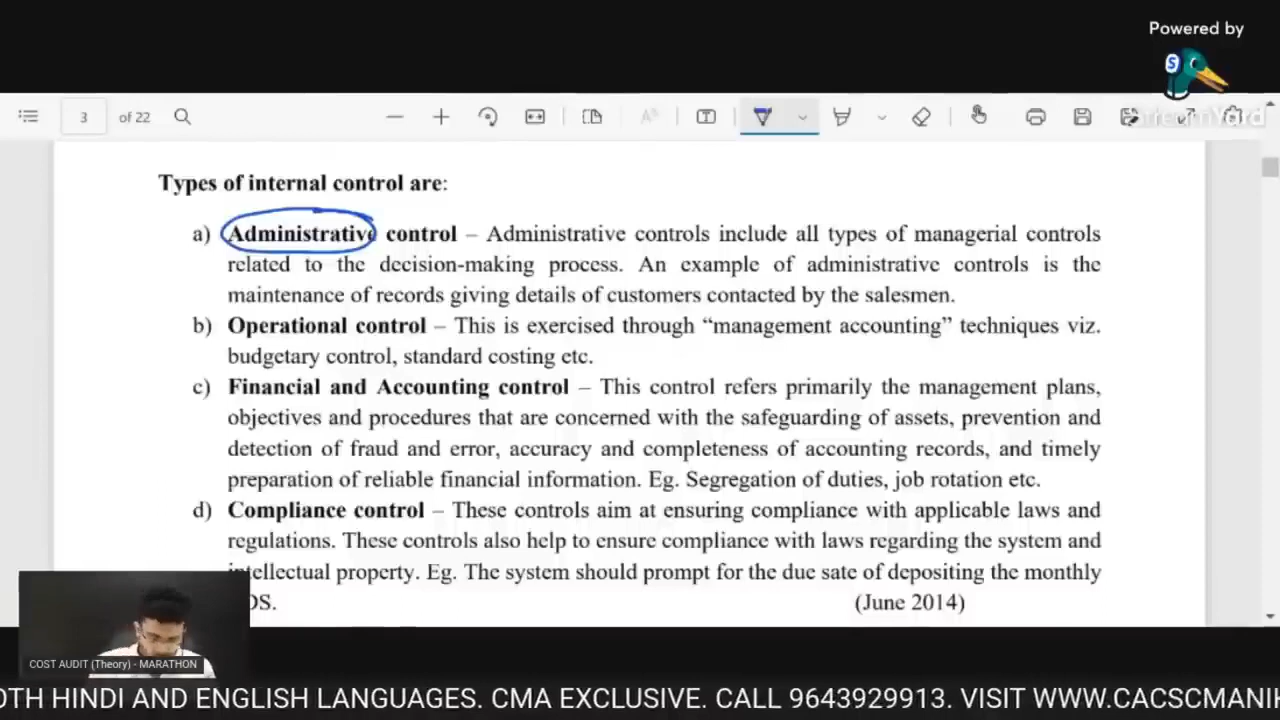 Powered by
S
StreamYard
3 of 22
Types of internal control are:
a) Administrative control – Administrative controls include all types of managerial controls
related to the decision-making process. An example of administrative controls is the
maintenance of records giving details of customers contacted by the salesmen.
b) Operational control – This is exercised through “management accounting” techniques viz.
budgetary control, standard costing etc.
c) Financial and Accounting control – This control refers primarily the management plans,
objectives and procedures that are concerned with the safeguarding of assets, prevention and
detection of fraud and error, accuracy and completeness of accounting records, and timely
preparation of reliable financial information. Eg. Segregation of duties, job rotation etc.
d) Compliance control – These controls aim at ensuring compliance with applicable laws and
regulations. These controls also help to ensure compliance with laws regarding the system and
intellectual property. Eg. The system should prompt for the due sate of depositing the monthly
DS. (June 2014)
COST AUDIT (Theory) - MARATHON
OTH HINDI AND ENGLISH LANGUAGES. CMA EXCLUSIVE. CALL 9643929913. VISIT WWW.CACSCMANI